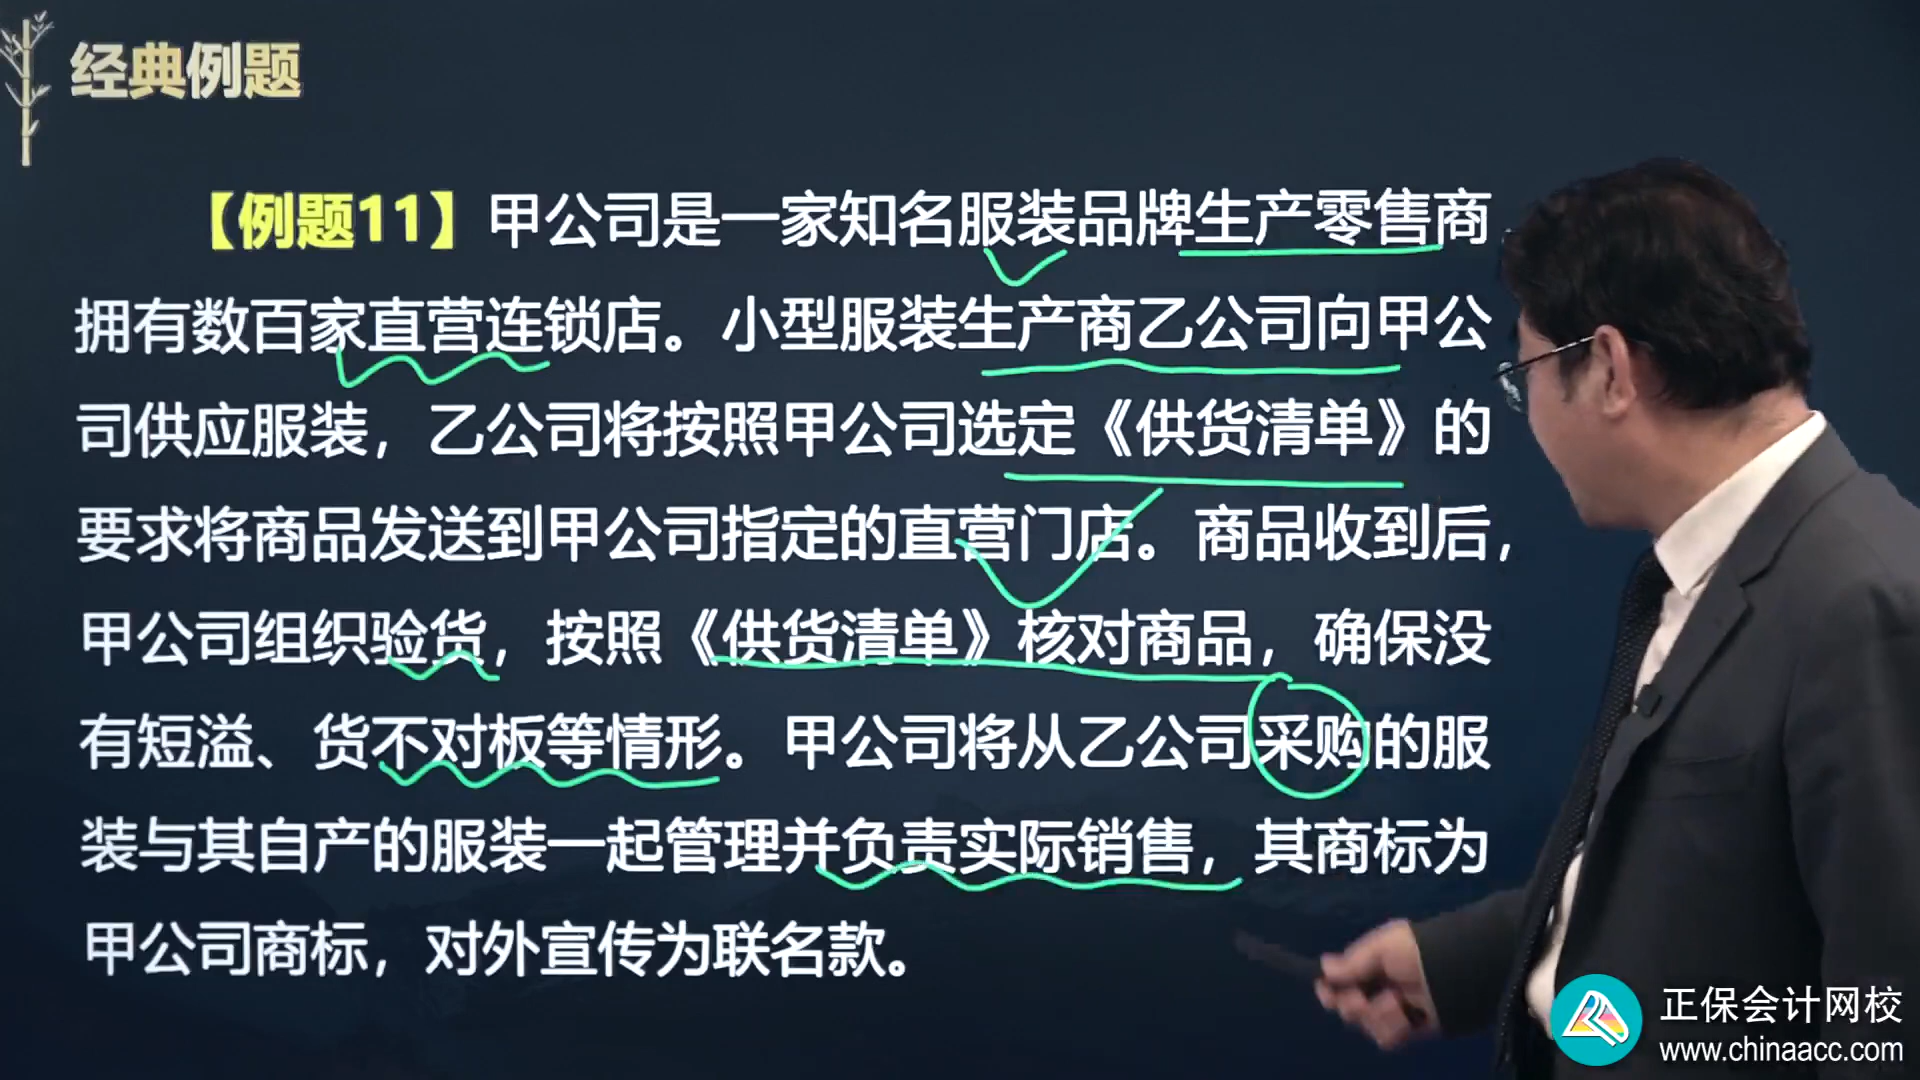 经典例题
【例题11】甲公司是一家知名服装品牌生产零售商
拥有数百家直营连锁店。小型服装生产商乙公司向甲公
司供应服装，乙公司将按照甲公司选定《供货清单》的
要求将商品发送到甲公司指定的直营门店。商品收到后，
甲公司组织验货，按照《供货清单》核对商品，确保没
有短溢、货不对板等情形。甲公司将从乙公司采购的服
装与其自产的服装一起管理并负责实际销售，其商标为
甲公司商标，对外宣传为联名款。
正保会计网校
www.chinaacc.com